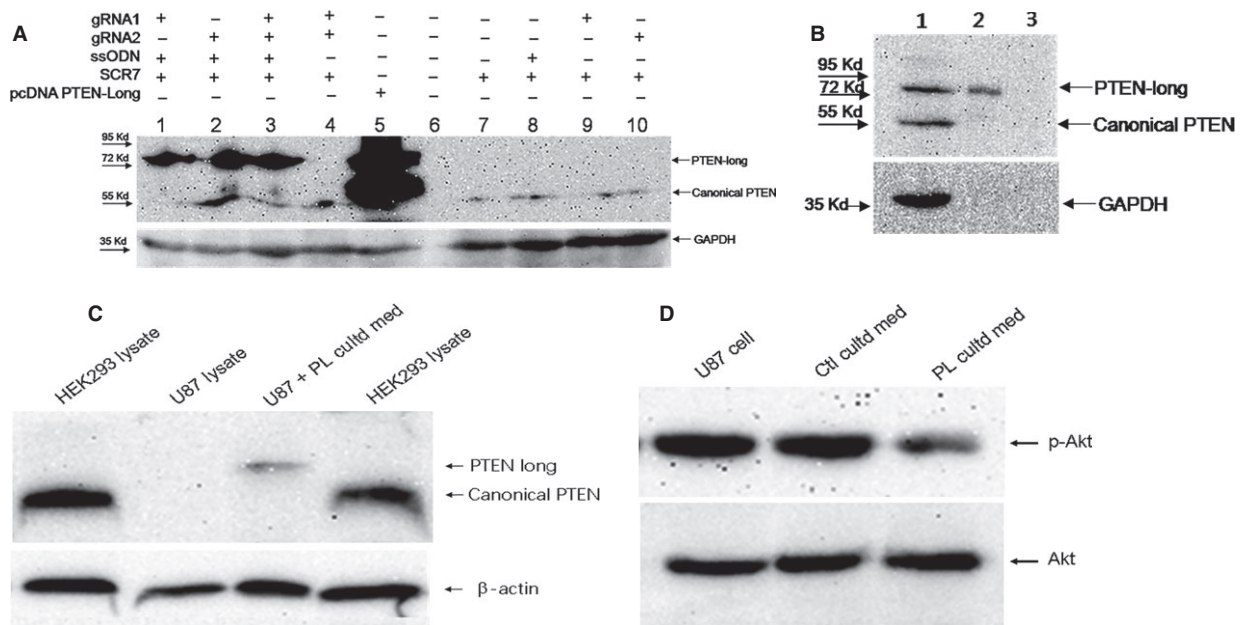 A
gRNA1 + – + + – – – – + –
gRNA2 – + + + – – – – – +
ssODN + + + – – – – + – –
SCR7 + + + + – – + + + +
pcDNA PTEN-Long – – – – + – – – – –
1 2 3 4 5 6 7 8 9 10
95 Kd
72 Kd
55 Kd
35 Kd
PTEN-long
Canonical PTEN
GAPDH
B
1 2 3
95 Kd
72 Kd
55 Kd
35 Kd
PTEN-long
Canonical PTEN
GAPDH
C
HEK293 lysate
U87 lysate
U87 + PL cultd med
HEK293 lysate
PTEN long
Canonical PTEN
β-actin
D
U87 cell
Ctl cultd med
PL cultd med
p-Akt
Akt